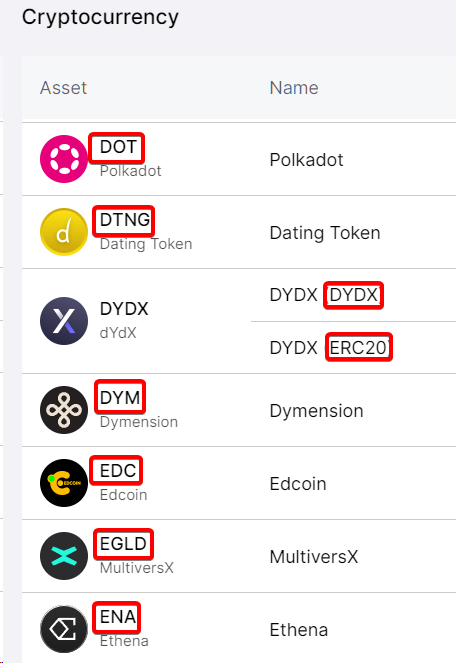 Cryptocurrency
Asset Name
DOT
Polkadot
Polkadot
DTNG
Dating Token
Dating Token
DYDX
dYdX
DYDX (DYDX)
DYDX (ERC20)
DYM
Dymension
Dymension
EDC
Edcoin
Edcoin
EDCOIN
EGLD
MultiversX
MultiversX
ENA
Ethena
Ethena